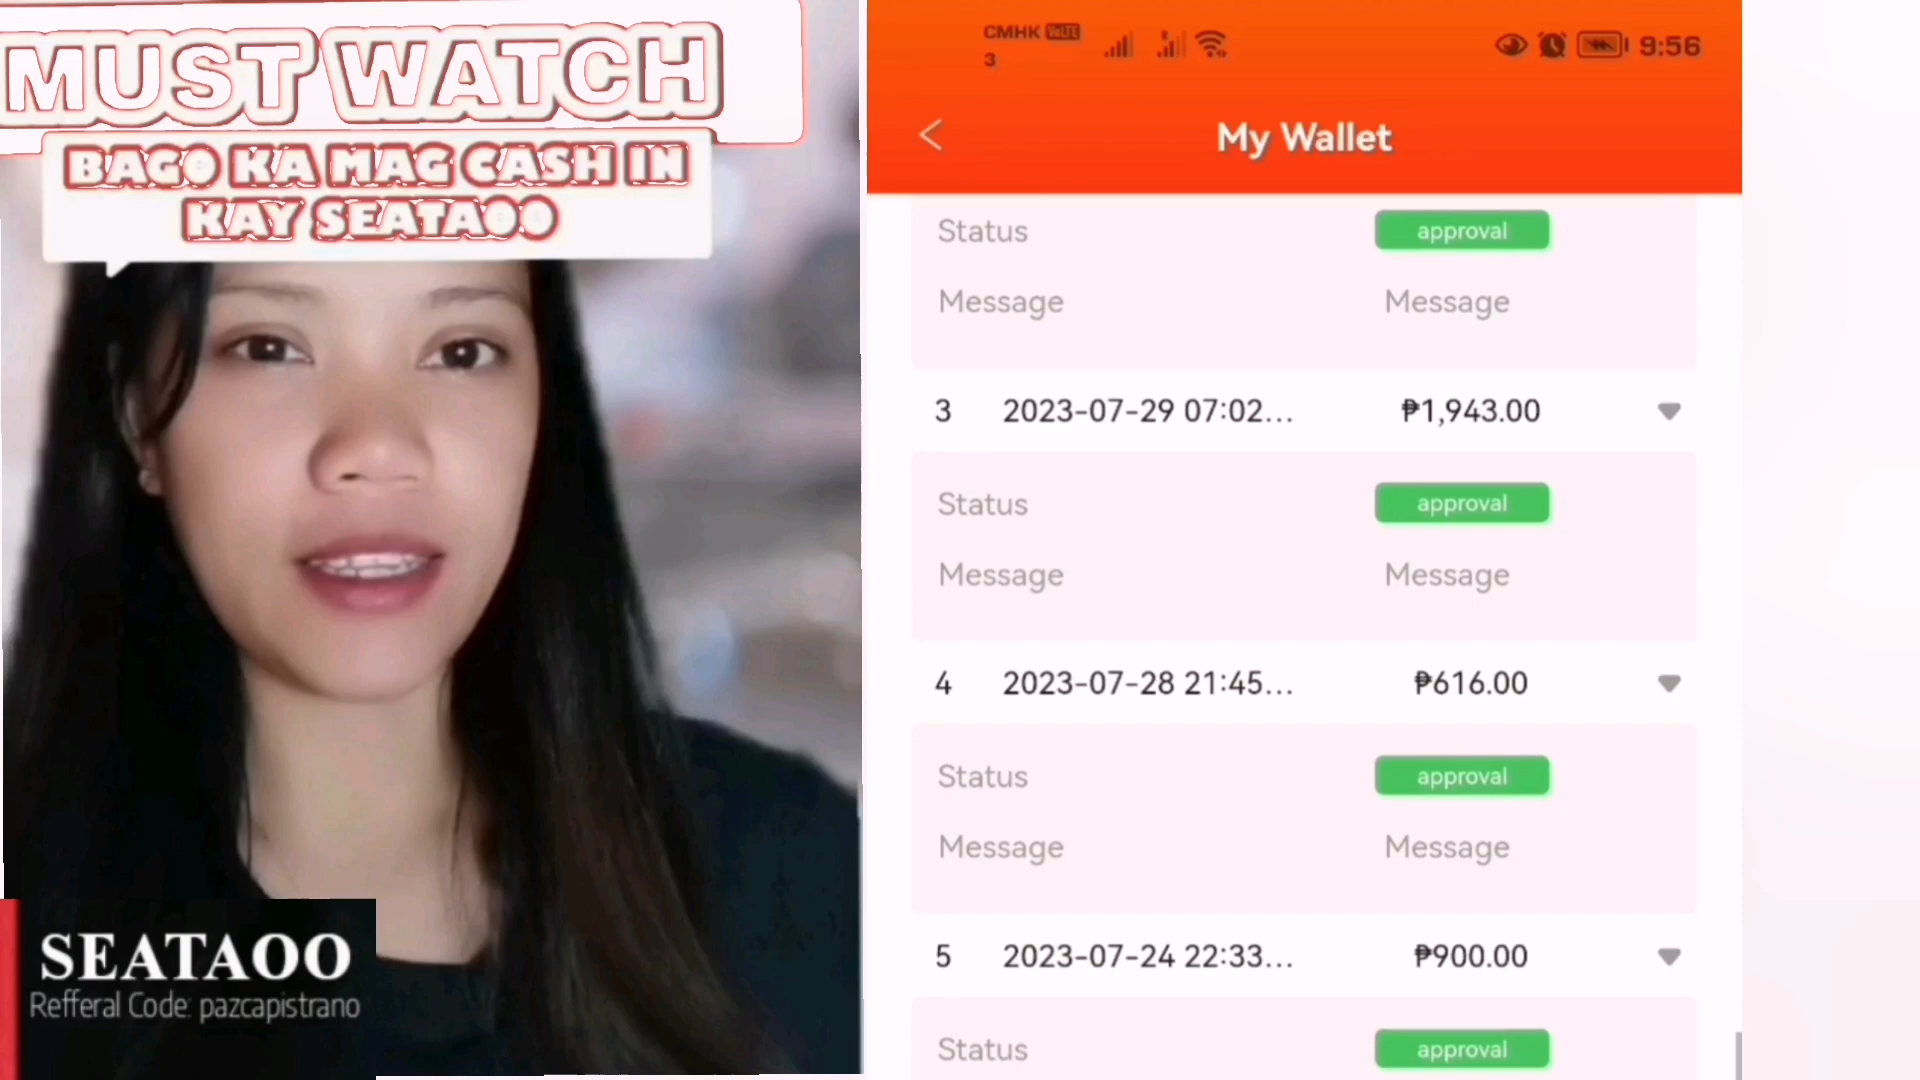 MUST WATCH
BAGO KA MAG CASH IN
KAY SEATAOO
SEATAOO
Refferal Code: pazcapistrano
CMHK VoLTE
3
9:56
My Wallet
Status approval
Message Message
3 2023-07-29 07:02... ₱1,943.00
Status approval
Message Message
4 2023-07-28 21:45... ₱616.00
Status approval
Message Message
5 2023-07-24 22:33... ₱900.00
Status approval